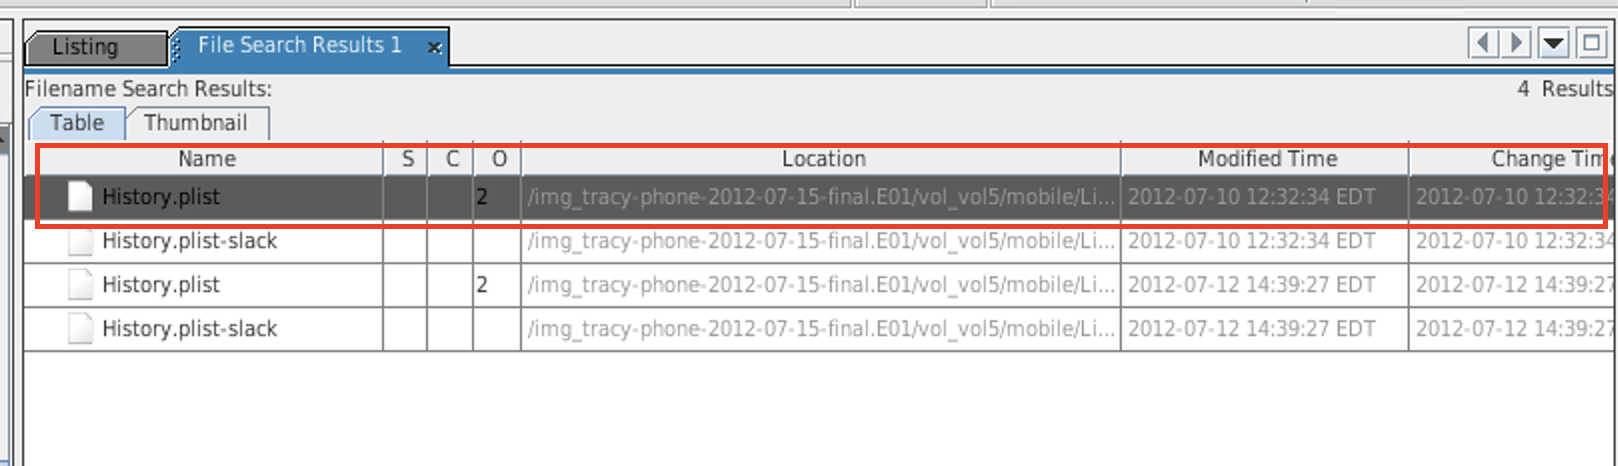 Listing File Search Results 1
Filename Search Results: 4 Results
Table Thumbnail
Name S C O Location Modified Time Change Tim
History.plist 2 /img_tracy-phone-2012-07-15-final.E01/vol_vol5/mobile/Li... 2012-07-10 12:32:34 EDT 2012-07-10 12:32:34
History.plist-slack /img_tracy-phone-2012-07-15-final.E01/vol_vol5/mobile/Li... 2012-07-10 12:32:34 EDT 2012-07-10 12:32:34
History.plist 2 /img_tracy-phone-2012-07-15-final.E01/vol_vol5/mobile/Li... 2012-07-12 14:39:27 EDT 2012-07-12 14:39:27
History.plist-slack /img_tracy-phone-2012-07-15-final.E01/vol_vol5/mobile/Li... 2012-07-12 14:39:27 EDT 2012-07-12 14:39:27